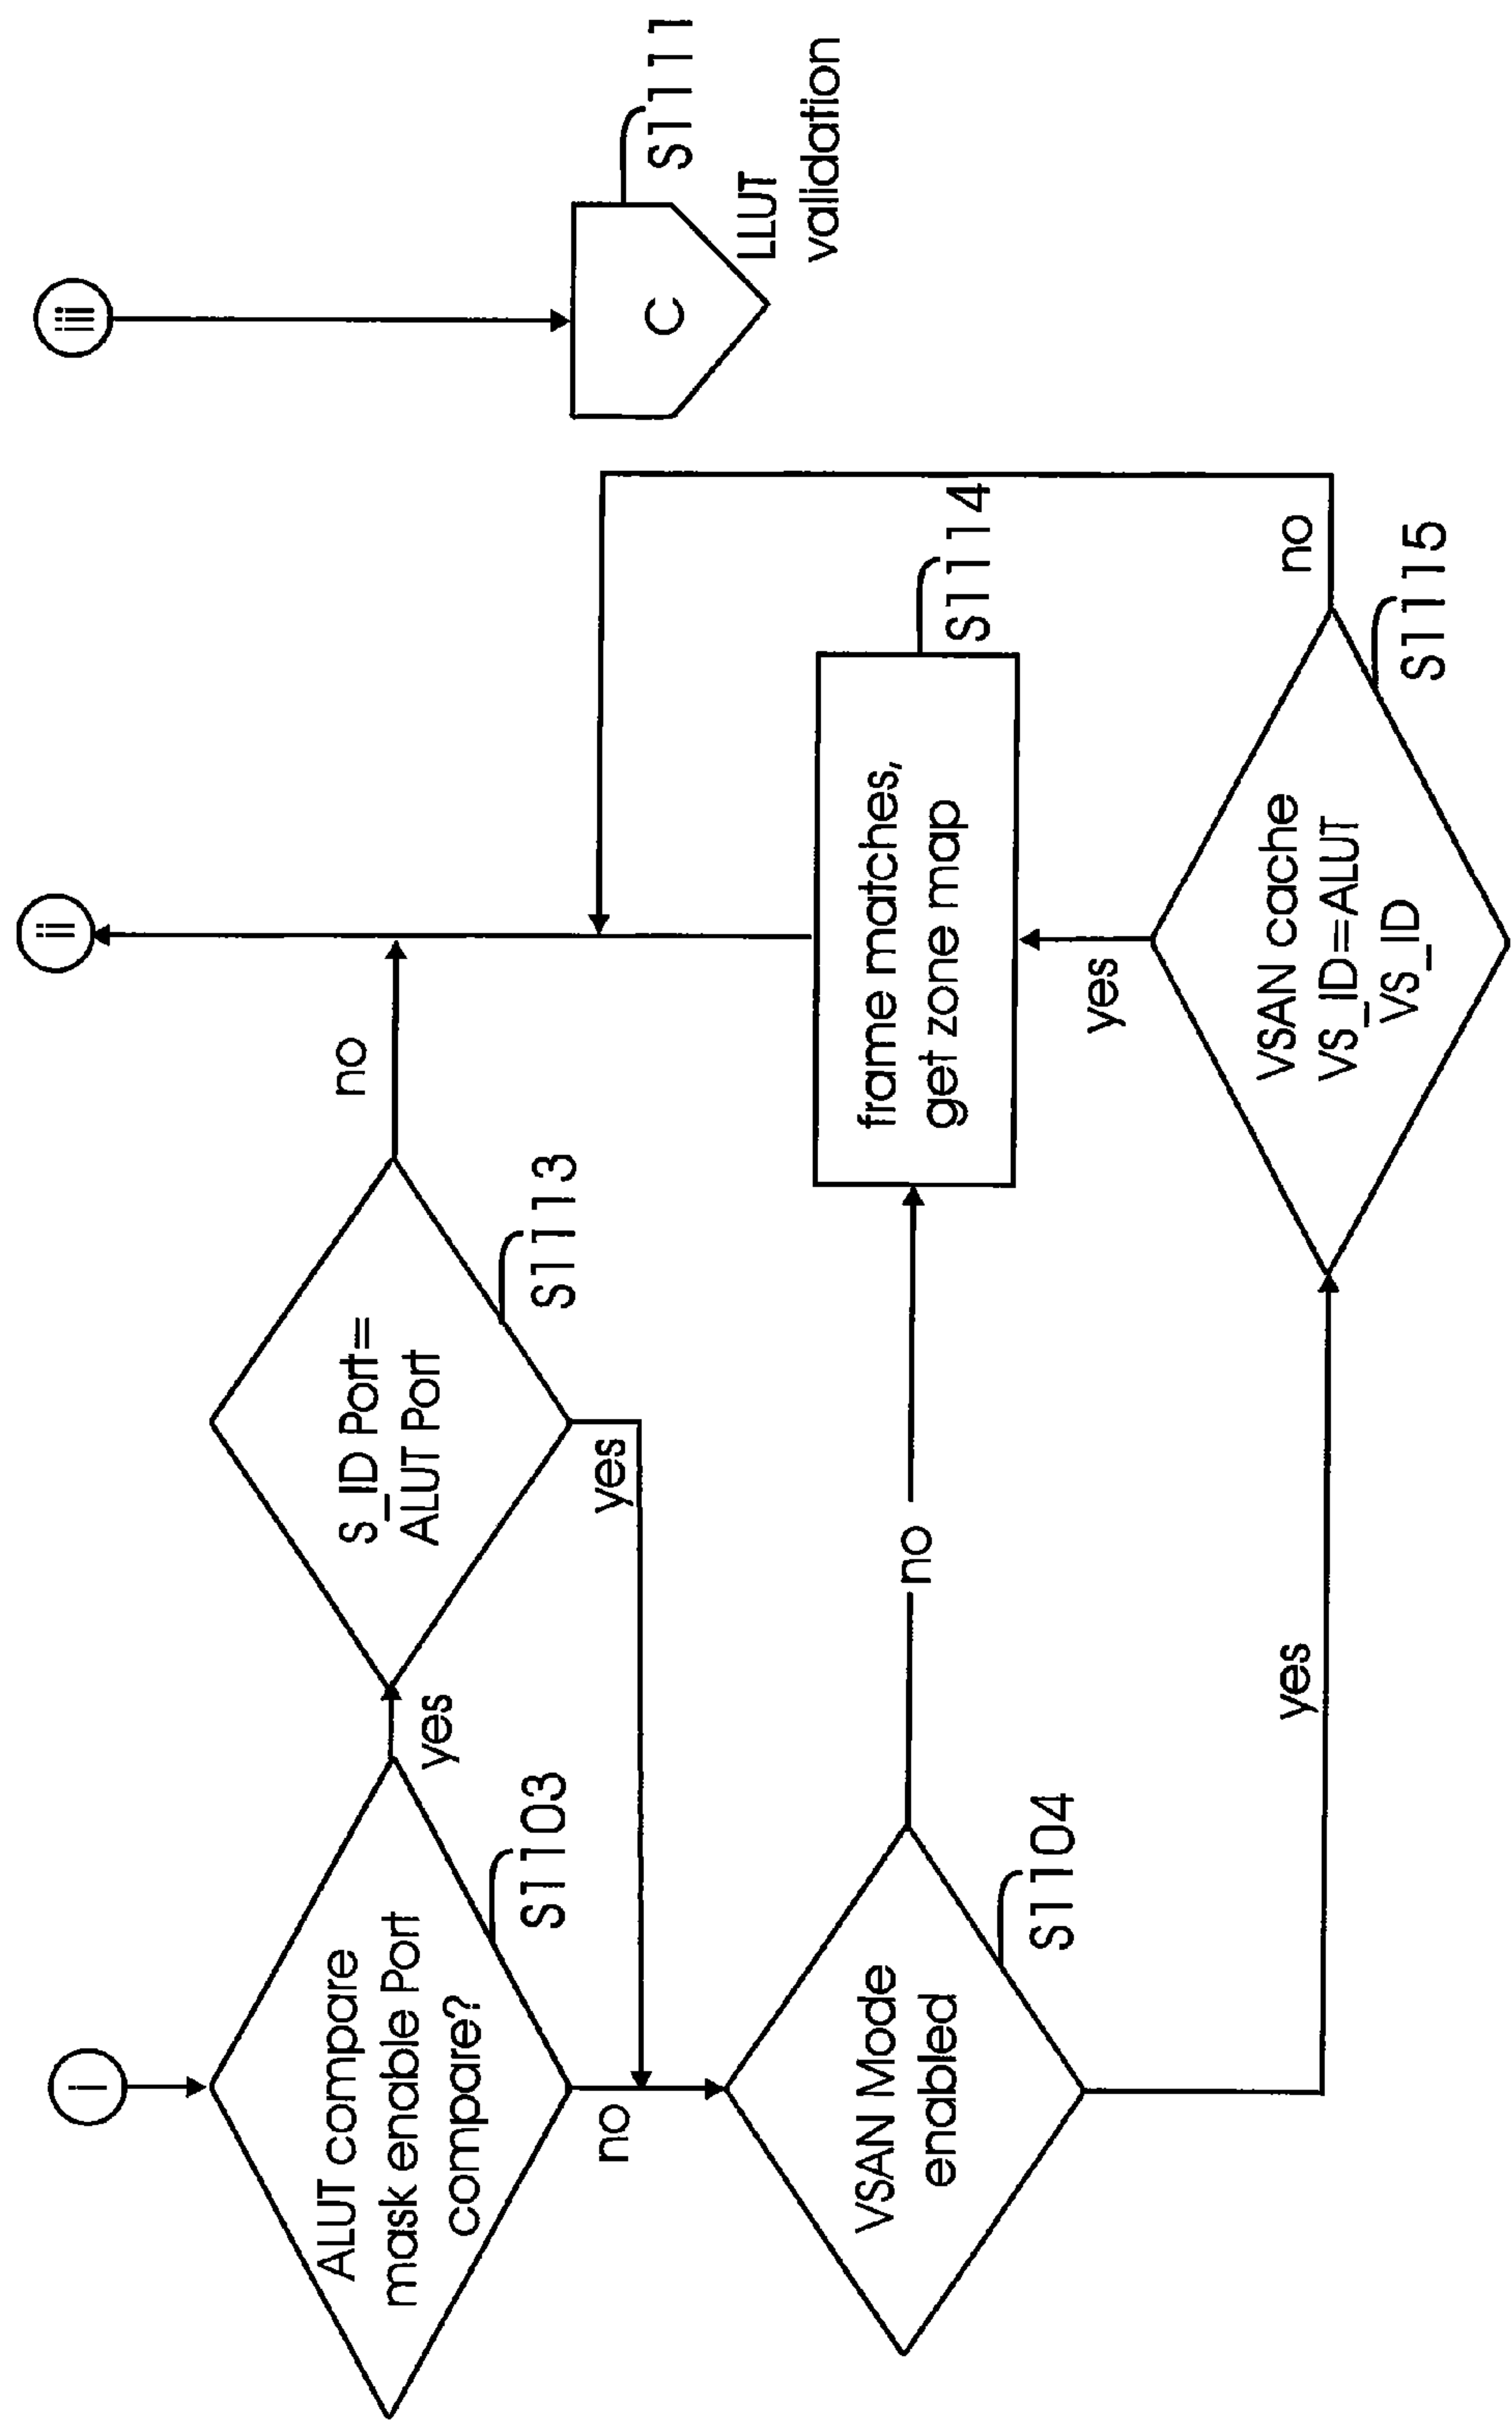 i
ALUT compare
mask enable Port
compare?
S1103
yes
no
S_ID Port=
ALUT Port
S1113
no
yes
ii
iii
C
S1111
LLUT
validation
VSAN Mode
enabled
S1104
no
yes
frame matches,
get zone map
S1114
yes
VSAN cache
VS_ID=ALUT
VS_ID
S1115
no